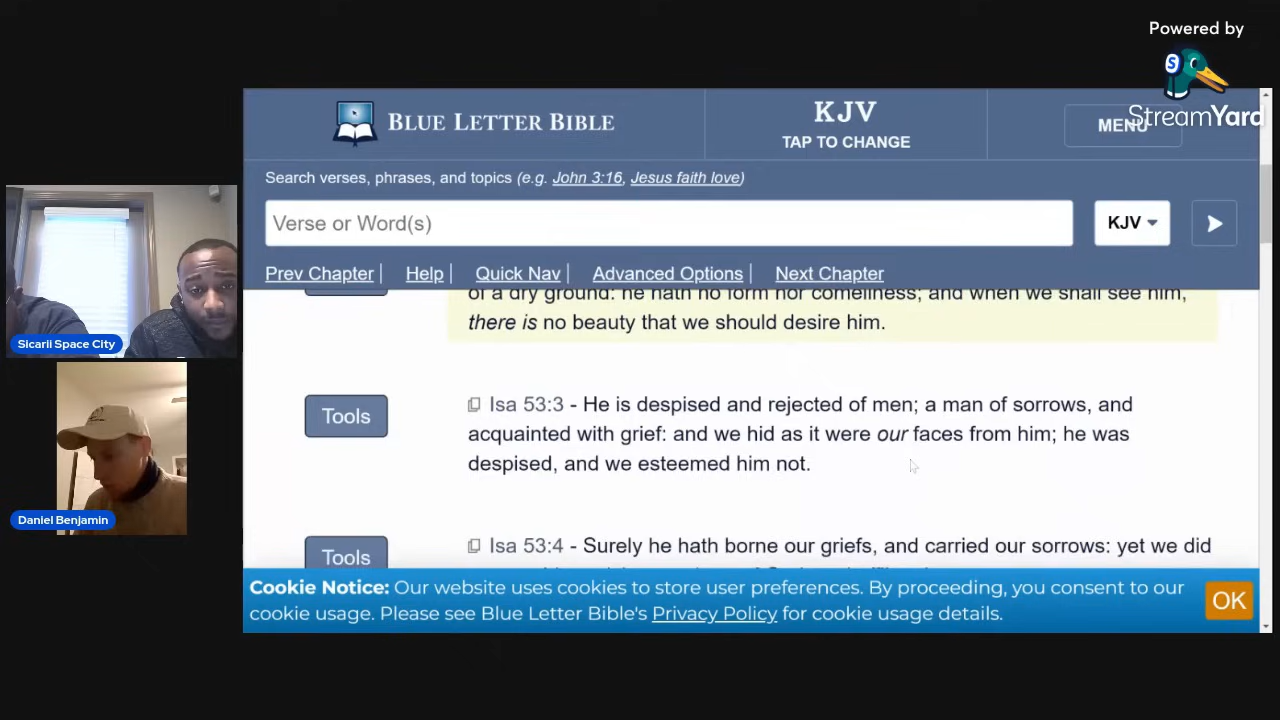 Powered by
StreamYard
BLUE LETTER BIBLE
KJV
TAP TO CHANGE
MENU
Search verses, phrases, and topics (e.g. John 3:16, Jesus faith love)
Verse or Word(s)
KJV
Prev Chapter| Help| Quick Nav| Advanced Options| Next Chapter
of a dry ground: he hath no form nor comeliness; and when we shall see him,
there is no beauty that we should desire him.
Tools
Isa 53:3 - He is despised and rejected of men; a man of sorrows, and
acquainted with grief: and we hid as it were our faces from him; he was
despised, and we esteemed him not.
Tools
Isa 53:4 - Surely he hath borne our griefs, and carried our sorrows: yet we did
Cookie Notice: Our website uses cookies to store user preferences. By proceeding, you consent to our
cookie usage. Please see Blue Letter Bible's Privacy Policy for cookie usage details.
OK
Sicarii Space City
Daniel Benjamin